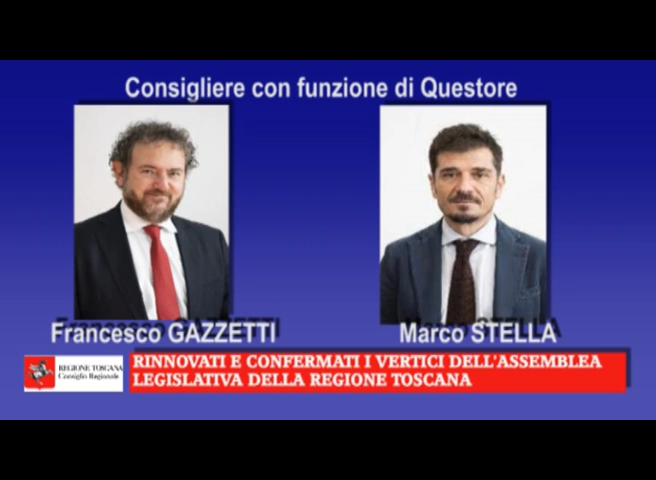 Consigliere con funzione di Questore
Francesco GAZZETTI
Marco STELLA
REGIONE TOSCANA
Consiglio Regionale
RINNOVATI E CONFERMATI I VERTICI DELL'ASSEMBLEA
LEGISLATIVA DELLA REGIONE TOSCANA